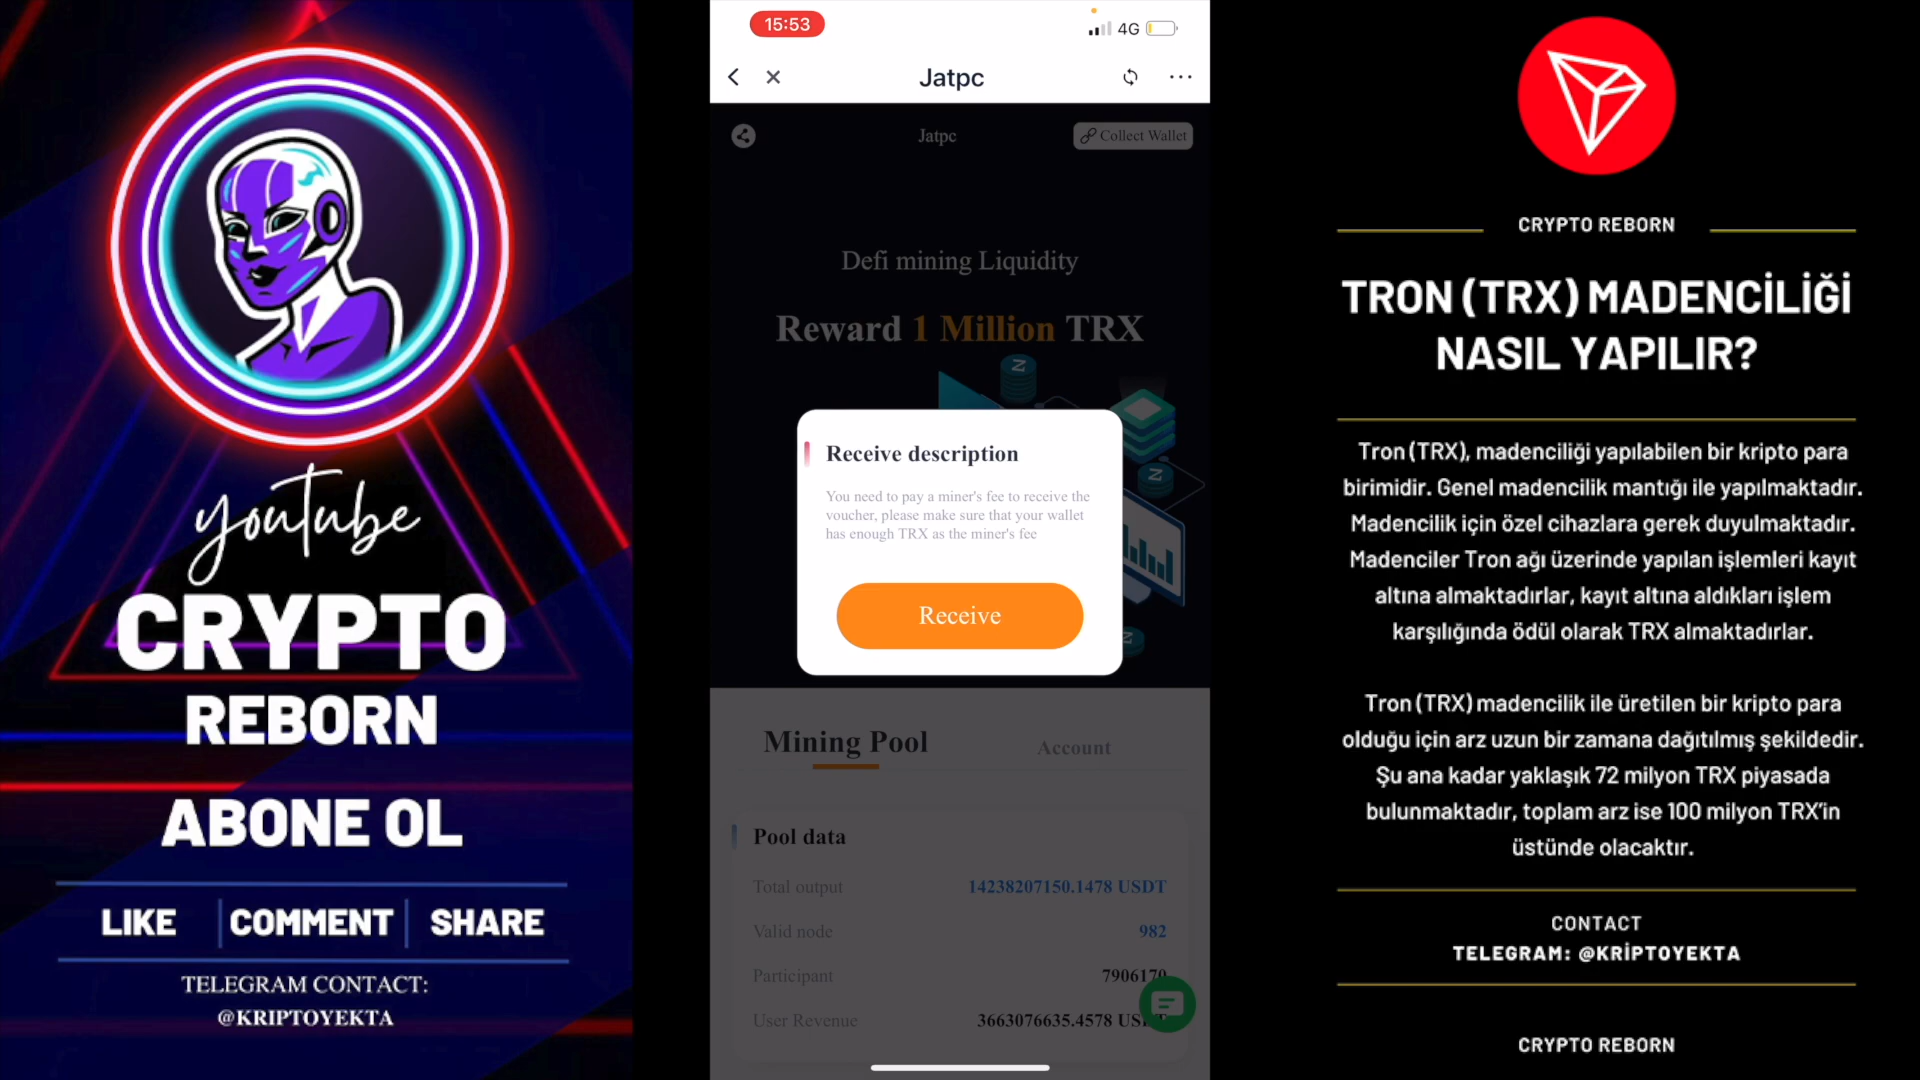 youtube
CRYPTO
REBORN
ABONE OL
LIKE
COMMENT
SHARE
TELEGRAM CONTACT:
@KRIPTOYEKTA
15:53
4G
Jatpc
Jatpc
Collect Wallet
Defi mining Liquidity
Reward 1 Million TRX
Receive description
You need to pay a miner's fee to receive the
voucher, please make sure that your wallet
has enough TRX as the miner's fee
Receive
Mining Pool
Account
Pool data
Total output
14238207150.1478 USDT
Valid node
982
Participant
7906170
User Revenue
3663076635.4578
CRYPTO REBORN
TRON (TRX) MADENCİLİĞİ
NASIL YAPILIR?
Tron (TRX), madenciliği yapılabilen bir kripto para
birimidir. Genel madencilik mantığı ile yapılmaktadır.
Madencilik için özel cihazlara gerek duyulmaktadır.
Madenciler Tron ağı üzerinde yapılan işlemleri kayıt
altına almaktadırlar, kayıt altına aldıkları işlem
karşılığında ödül olarak TRX almaktadırlar.
Tron (TRX) madencilik ile üretilen bir kripto para
olduğu için arz uzun bir zamana dağıtılmış şekildedir.
Şu ana kadar yaklaşık 72 milyon TRX piyasada
bulunmaktadır, toplam arz ise 100 milyon TRX'in
üstünde olacaktır.
CONTACT
TELEGRAM: @KRİPTOYEKTA
CRYPTO REBORN